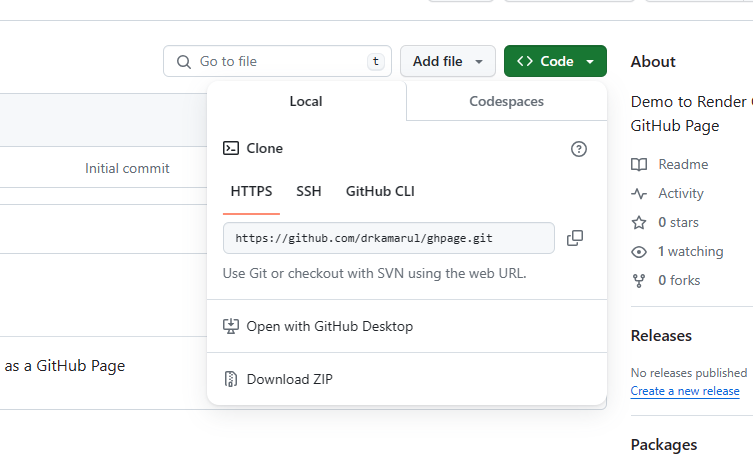 Go to file
t
Add file
Code
About
Local
Codespaces
Demo to Render
GitHub Page
Clone
Initial commit
Readme
HTTPS
SSH
GitHub CLI
Activity
0 stars
https://github.com/drkamarul/ghpage.git
1 watching
Use Git or checkout with SVN using the web URL.
0 forks
Open with GitHub Desktop
Releases
as a GitHub Page
No releases published
Download ZIP
Create a new release
Packages